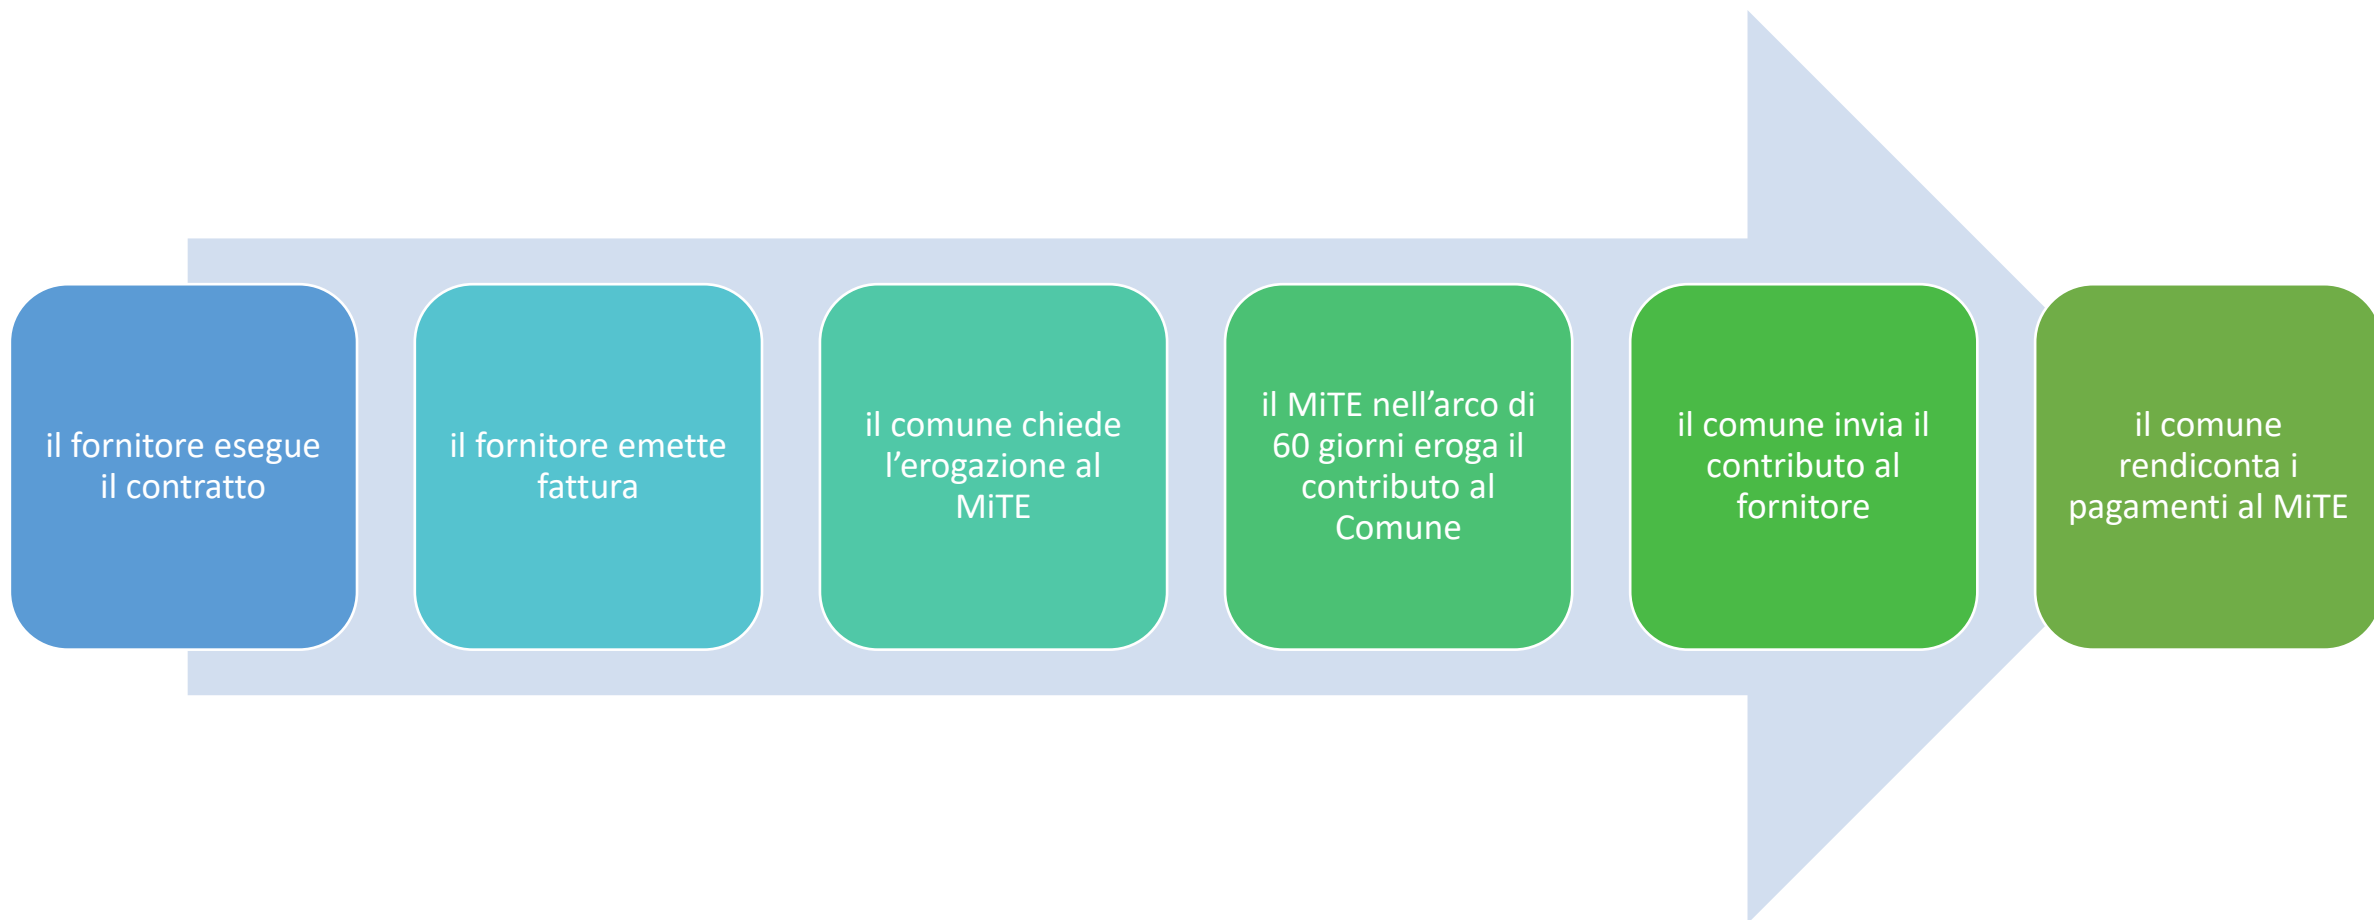 il fornitore esegue
il contratto
il fornitore emette
fattura
il comune chiede
l’erogazione al
MiTE
il MiTE nell’arco di
60 giorni eroga il
contributo al
Comune
il comune invia il
contributo al
fornitore
il comune
rendiconta i
pagamenti al MiTE